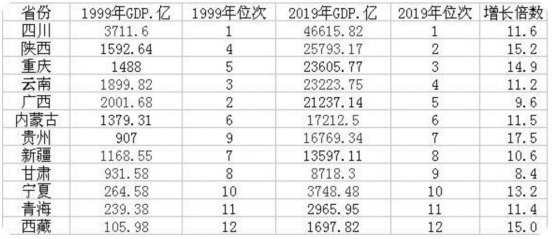 省份 1999年GDP.亿 1999年位次 2019年GDP.亿 2019年位次 增长倍数
四川 3711.6 1 46615.82 1 11.6
陕西 1592.64 4 25793.17 2 15.2
重庆 1488 5 23605.77 3 14.9
云南 1899.82 3 23223.75 4 11.2
广西 2001.68 2 21237.14 5 9.6
内蒙古 1379.31 6 17212.5 6 11.5
贵州 907 9 16769.34 7 17.5
新疆 1168.55 7 13597.11 8 10.6
甘肃 931.58 8 8718.3 9 8.4
宁夏 264.58 10 3748.48 10 13.2
青海 239.38 11 2965.95 11 11.4
西藏 105.98 12 1697.82 12 15.0